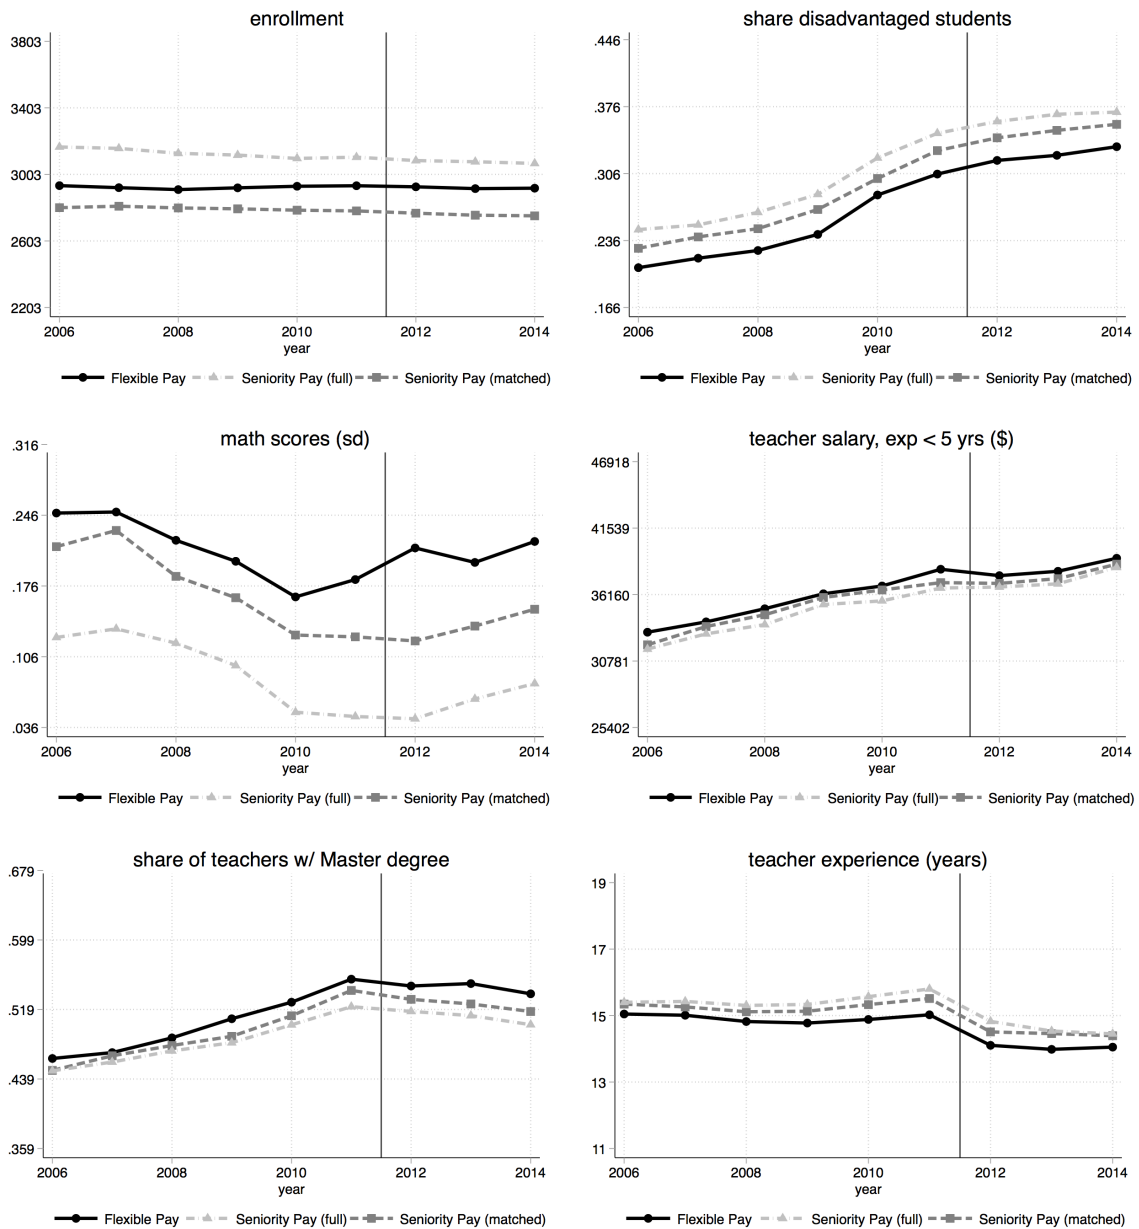 enrollment
3803
3403
3003
2603
2203
2006 2008 2010 2012 2014
year
Flexible Pay Seniority Pay (full) Seniority Pay (matched)
share disadvantaged students
.446
.376
.306
.236
.166
2006 2008 2010 2012 2014
year
Flexible Pay Seniority Pay (full) Seniority Pay (matched)
math scores (sd)
.316
.246
.176
.106
.036
2006 2008 2010 2012 2014
year
Flexible Pay Seniority Pay (full) Seniority Pay (matched)
teacher salary, exp < 5 yrs ($)
46918
41539
36160
30781
25402
2006 2008 2010 2012 2014
year
Flexible Pay Seniority Pay (full) Seniority Pay (matched)
share of teachers w/ Master degree
.679
.599
.519
.439
.359
2006 2008 2010 2012 2014
year
Flexible Pay Seniority Pay (full) Seniority Pay (matched)
teacher experience (years)
19
17
15
13
11
2006 2008 2010 2012 2014
year
Flexible Pay Seniority Pay (full) Seniority Pay (matched)